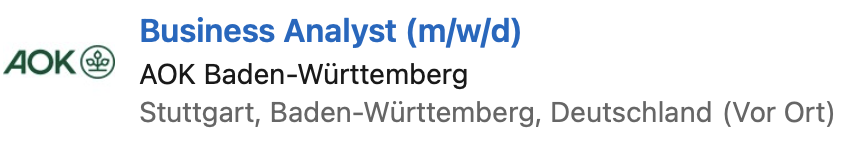 AOK
Business Analyst (m/w/d)
AOK Baden-Württemberg
Stuttgart, Baden-Württemberg, Deutschland (Vor Ort)